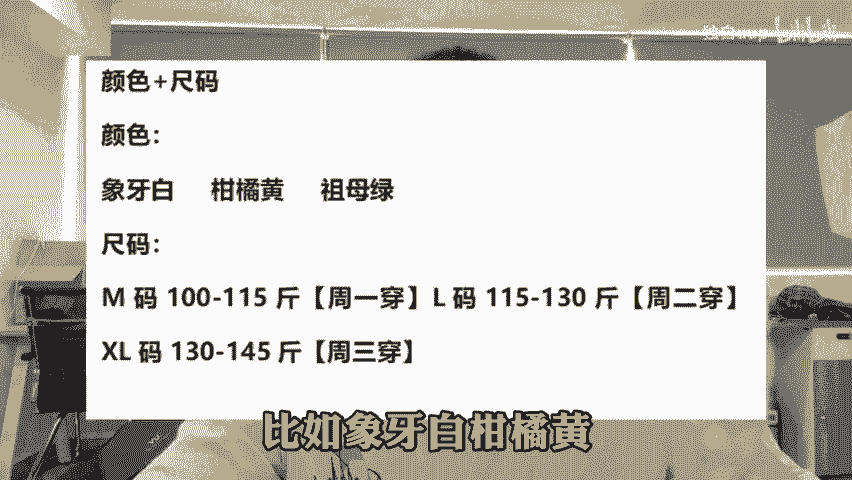 颜色+尺码
颜色：
象牙白 柑橘黄 祖母绿
尺码：
M 码 100-115 斤【周一穿】L 码 115-130 斤【周二穿】
XL 码 130-145 斤【周三穿】
比如象牙白柑橘黄